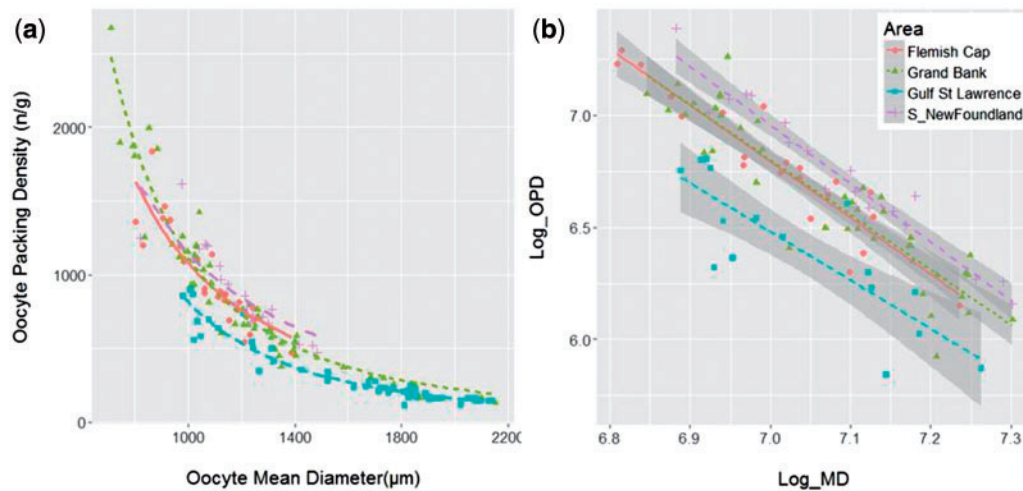 (a)
Oocyte Packing Density (n/g)
2000
1000
0
1000
1400
1800
2200
Oocyte Mean Diameter(µm)
(b)
Log_OPD
7.0
6.5
6.0
6.8
6.9
7.0
7.1
7.2
7.3
Log_MD
Area
Flemish Cap
Grand Bank
Gulf St Lawrence
S_NewFoundland